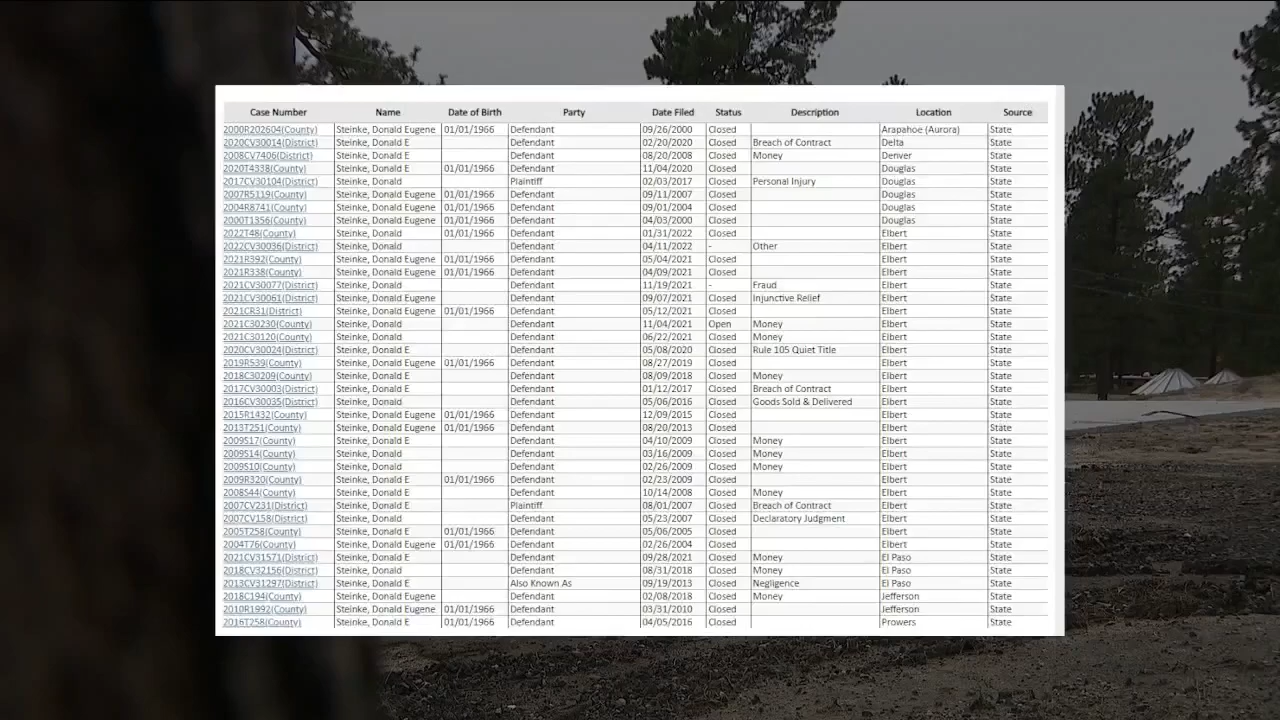 Case Number Name Date of Birth Party Date Filed Status Description Location Source
2000R202604(County) Steinke, Donald Eugene 01/01/1966 Defendant 09/26/2000 Closed Arapahoe (Aurora) State
2020CV30014(District) Steinke, Donald E Defendant 02/20/2020 Closed Breach of Contract Delta State
2008CV7406(District) Steinke, Donald E Defendant 08/20/2008 Closed Money Denver State
2020T4338(County) Steinke, Donald E 01/01/1966 Defendant 11/04/2020 Closed Douglas State
2017CV30104(District) Steinke, Donald Plaintiff 02/03/2017 Closed Personal Injury Douglas State
2007R5119(County) Steinke, Donald Eugene 01/01/1966 Defendant 09/11/2007 Closed Douglas State
2004R8741(County) Steinke, Donald Eugene 01/01/1966 Defendant 09/01/2004 Closed Douglas State
2000T1356(County) Steinke, Donald Eugene 01/01/1966 Defendant 04/03/2000 Closed Douglas State
2022T48(County) Steinke, Donald 01/01/1966 Defendant 01/31/2022 Closed Elbert State
2022CV30036(District) Steinke, Donald Defendant 04/11/2022 - Other Elbert State
2021R392(County) Steinke, Donald Eugene 01/01/1966 Defendant 05/04/2021 Closed Elbert State
2021R338(County) Steinke, Donald Eugene 01/01/1966 Defendant 04/09/2021 Closed Elbert State
2021CV30077(District) Steinke, Donald Defendant 11/19/2021 - Fraud Elbert State
2021CV30061(District) Steinke, Donald Eugene Defendant 09/07/2021 Closed Injunctive Relief Elbert State
2021CR31(District) Steinke, Donald Eugene 01/01/1966 Defendant 05/12/2021 Closed Elbert State
2021C30230(County) Steinke, Donald Defendant 11/04/2021 Open Money Elbert State
2021C30120(County) Steinke, Donald Defendant 06/22/2021 Closed Money Elbert State
2020CV30024(District) Steinke, Donald E Defendant 05/08/2020 Closed Rule 105 Quiet Title Elbert State
2019R539(County) Steinke, Donald Eugene 01/01/1966 Defendant 08/27/2019 Closed Elbert State
2018C30209(County) Steinke, Donald E Defendant 08/09/2018 Closed Money Elbert State
2017CV30003(District) Steinke, Donald E Defendant 01/12/2017 Closed Breach of Contract Elbert State
2016CV30035(District) Steinke, Donald Defendant 05/06/2016 Closed Goods Sold & Delivered Elbert State
2015R1432(County) Steinke, Donald Eugene 01/01/1966 Defendant 12/09/2015 Closed Elbert State
2013T251(County) Steinke, Donald Eugene 01/01/1966 Defendant 08/20/2013 Closed Elbert State
2009S17(County) Steinke, Donald E Defendant 04/10/2009 Closed Money Elbert State
2009S14(County) Steinke, Donald Defendant 03/16/2009 Closed Money Elbert State
2009S10(County) Steinke, Donald Defendant 02/26/2009 Closed Money Elbert State
2009R320(County) Steinke, Donald E 01/01/1966 Defendant 02/23/2009 Closed Elbert State
2008S44(County) Steinke, Donald E Defendant 10/14/2008 Closed Money Elbert State
2007CV231(District) Steinke, Donald E Plaintiff 08/01/2007 Closed Breach of Contract Elbert State
2007CV158(District) Steinke, Donald Defendant 05/23/2007 Closed Declaratory Judgment Elbert State
2005T258(County) Steinke, Donald E 01/01/1966 Defendant 05/06/2005 Closed Elbert State
2004T76(County) Steinke, Donald Eugene 01/01/1966 Defendant 02/26/2004 Closed Elbert State
2021CV31571(District) Steinke, Donald E Defendant 09/28/2021 Closed Money El Paso State
2018CV32156(District) Steinke, Donald Defendant 08/31/2018 Closed Money El Paso State
2013CV31297(District) Steinke, Donald E Also Known As 09/19/2013 Closed Negligence El Paso State
2018C194(County) Steinke, Donald Eugene Defendant 02/08/2018 Closed Money Jefferson State
2010R1992(County) Steinke, Donald Eugene 01/01/1966 Defendant 03/31/2010 Closed Jefferson State
2016T258(County) Steinke, Donald E 01/01/1966 Defendant 04/05/2016 Closed Prowers State